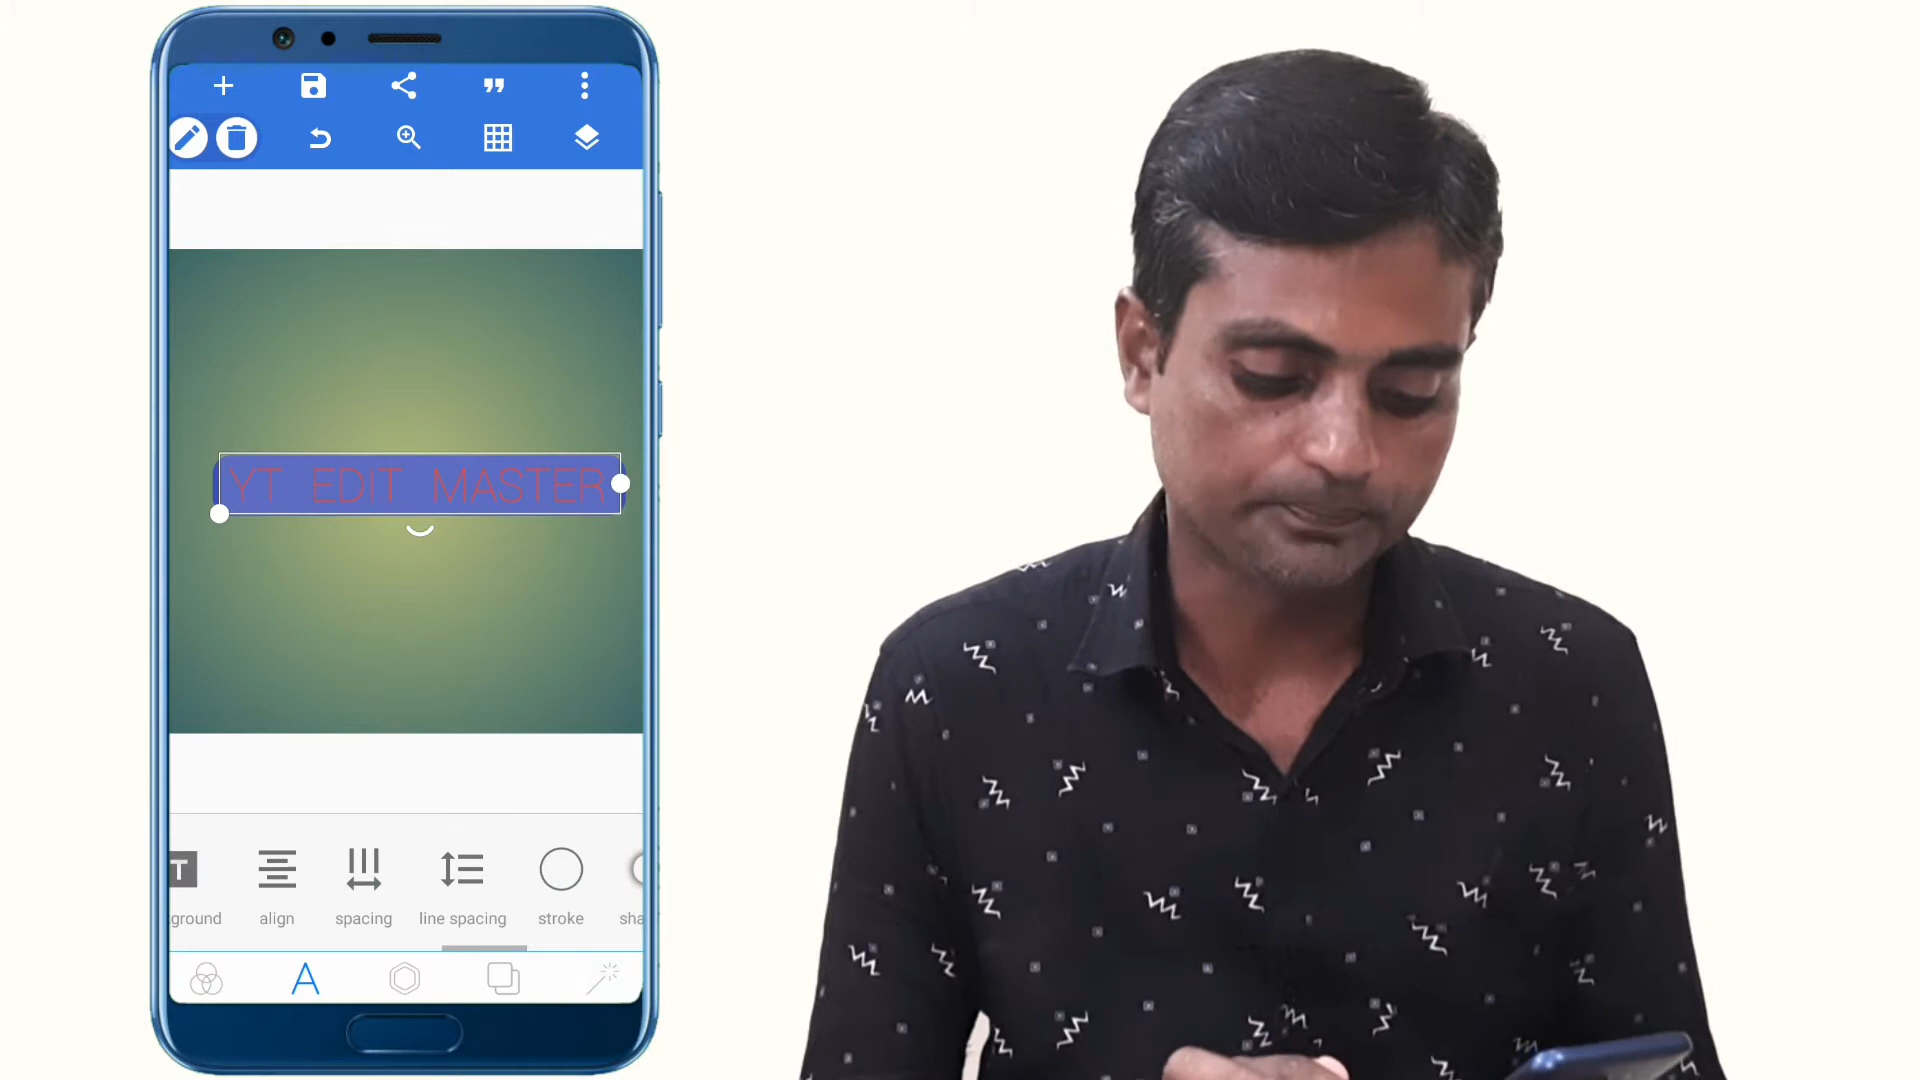 YT EDIT MASTER
T
ground
align
spacing
line spacing
stroke
sha
A